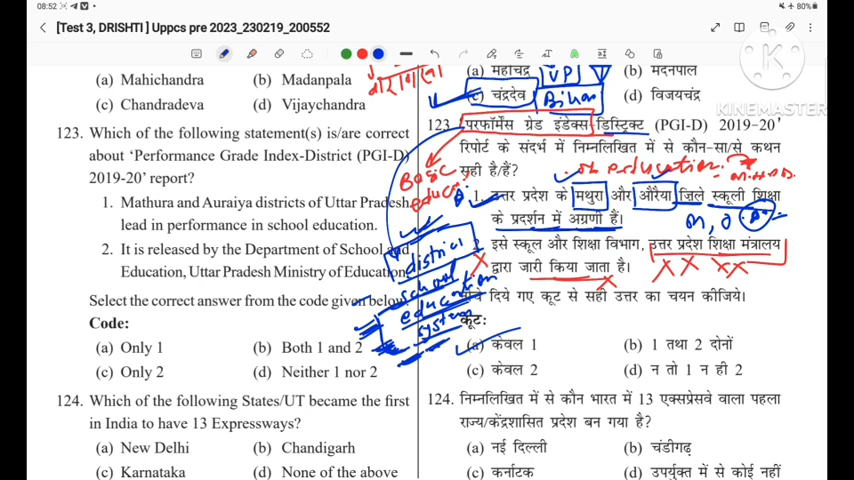 08:52
80%
[Test 3, DRISHTI ] Uppcs pre 2023_230219_200552
(a) Mahichandra (b) Madanpala
(c) Chandradeva (d) Vijaychandra
123. Which of the following statement(s) is/are correct
about 'Performance Grade Index-District (PGI-D)
2019-20' report?
1. Mathura and Auraiya districts of Uttar Pradesh
lead in performance in school education.
2. It is released by the Department of School and
Education, Uttar Pradesh Ministry of Education.
Select the correct answer from the code given below.
Code:
(a) Only 1 (b) Both 1 and 2
(c) Only 2 (d) Neither 1 nor 2
124. Which of the following States/UT became the first
in India to have 13 Expressways?
(a) New Delhi (b) Chandigarh
(c) Karnataka (d) None of the above
(a) महीचंद्र (b) मदनपाल
UP
(c) चंद्रदेव (d) विजयचंद्र
Bihar
123. परफॉर्मेंस ग्रेड इंडेक्स डिस्ट्रिक्ट (PGI-D) 2019-20'
रिपोर्ट के संदर्भ में निम्नलिखित में से कौन-सा/से कथन
सही है/हैं?
education
Basic
1. उत्तर प्रदेश के मथुरा और औरैया जिले स्कूली शिक्षा
के प्रदर्शन में अग्रणी हैं।
M, O
इसे स्कूल और शिक्षा विभाग, उत्तर प्रदेश शिक्षा मंत्रालय
द्वारा जारी किया जाता है।
district
school
education
system
नीचे दिये गए कूट से सही उत्तर का चयन कीजिये।
कूटः
(a) केवल 1 (b) 1 तथा 2 दोनों
(c) केवल 2 (d) न तो 1 न ही 2
124. निम्नलिखित में से कौन भारत में 13 एक्सप्रेसवे वाला पहला
राज्य/केंद्रशासित प्रदेश बन गया है?
(a) नई दिल्ली (b) चंडीगढ़
(c) कर्नाटक (d) उपर्युक्त में से कोई नहीं
K
KINEMASTER